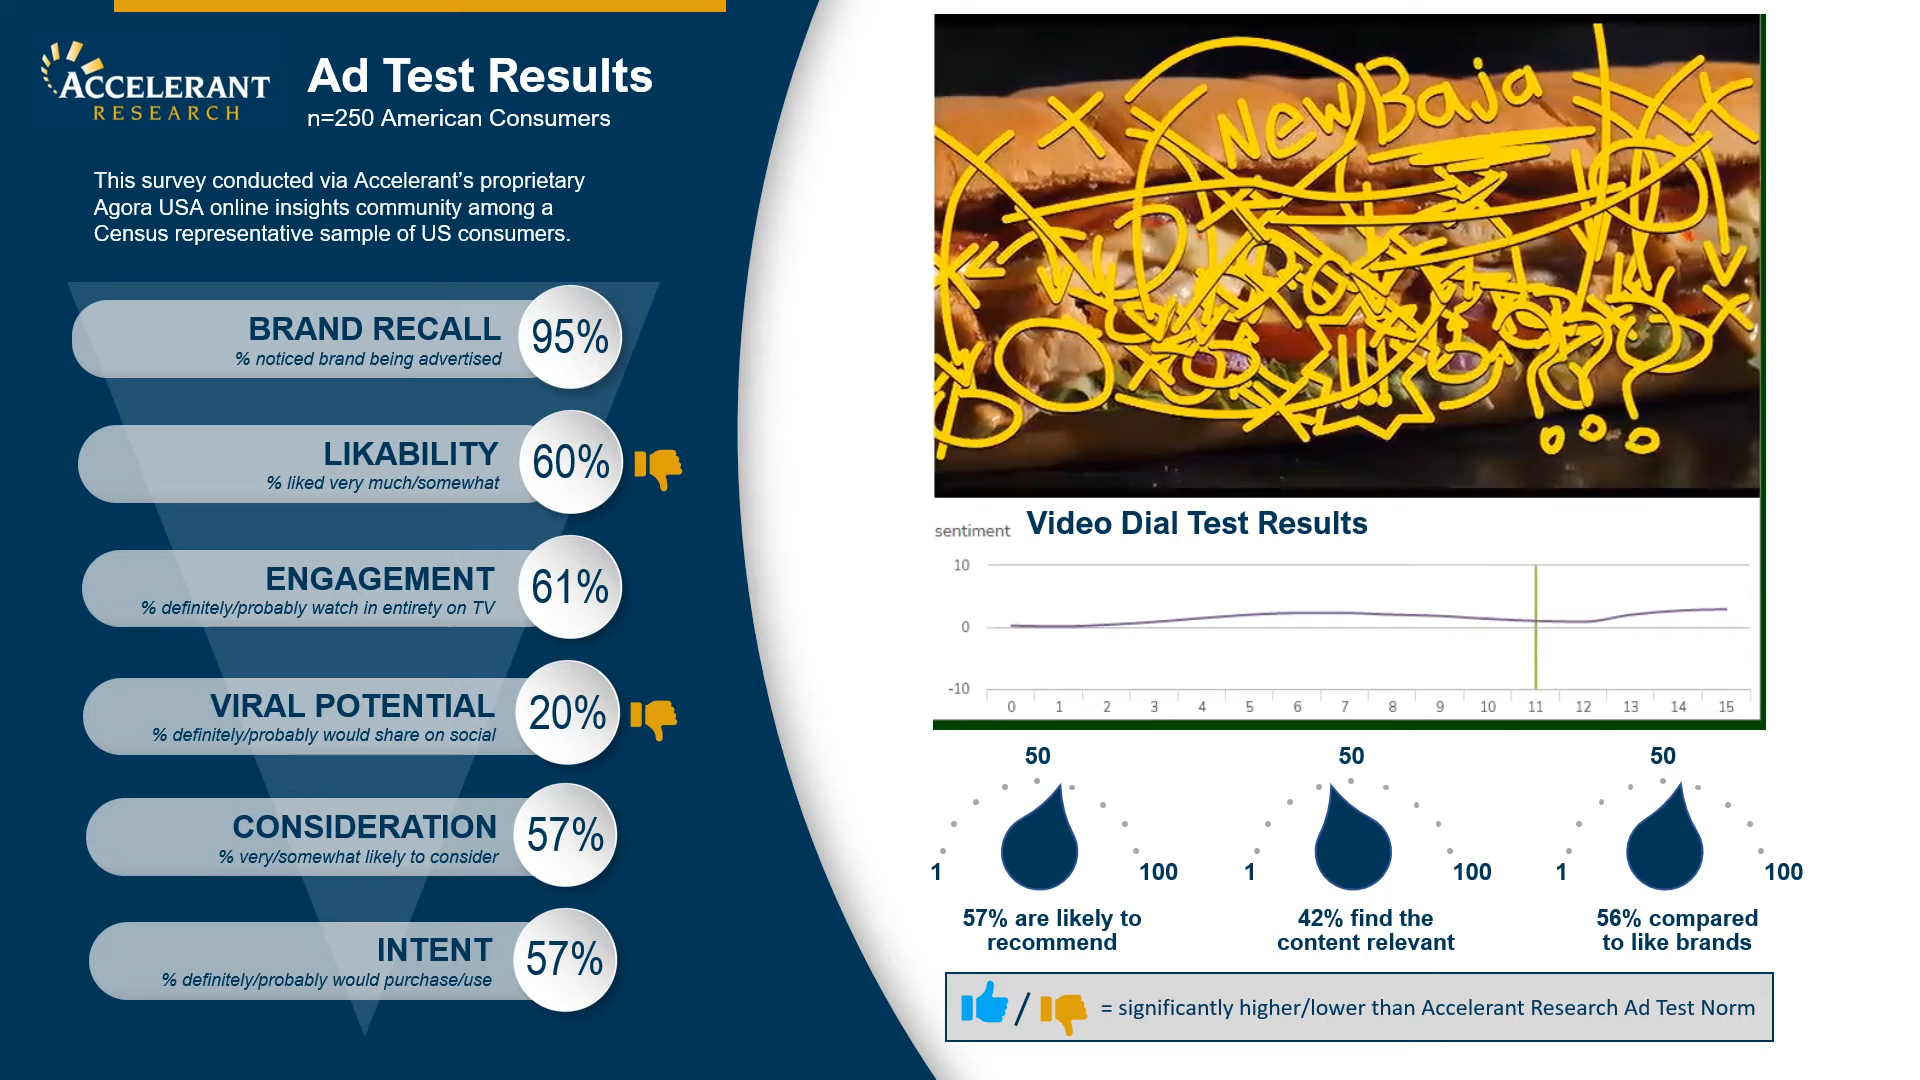 ACCELERANT
RESEARCH
Ad Test Results
n=250 American Consumers
This survey conducted via Accelerant's proprietary
Agora USA online insights community among a
Census representative sample of US consumers.
BRAND RECALL
% noticed brand being advertised
95%
LIKABILITY
% liked very much/somewhat
60%
ENGAGEMENT
% definitely/probably watch in entirety on TV
61%
VIRAL POTENTIAL
% definitely/probably would share on social
20%
CONSIDERATION
% very/somewhat likely to consider
57%
INTENT
% definitely/probably would purchase/use
57%
New Baja
!!!
???
sentiment
Video Dial Test Results
10
0
-10
0 1 2 3 4 5 6 7 8 9 10 11 12 13 14 15
50
1
100
57% are likely to
recommend
50
1
100
42% find the
content relevant
50
1
100
56% compared
to like brands
/ = significantly higher/lower than Accelerant Research Ad Test Norm